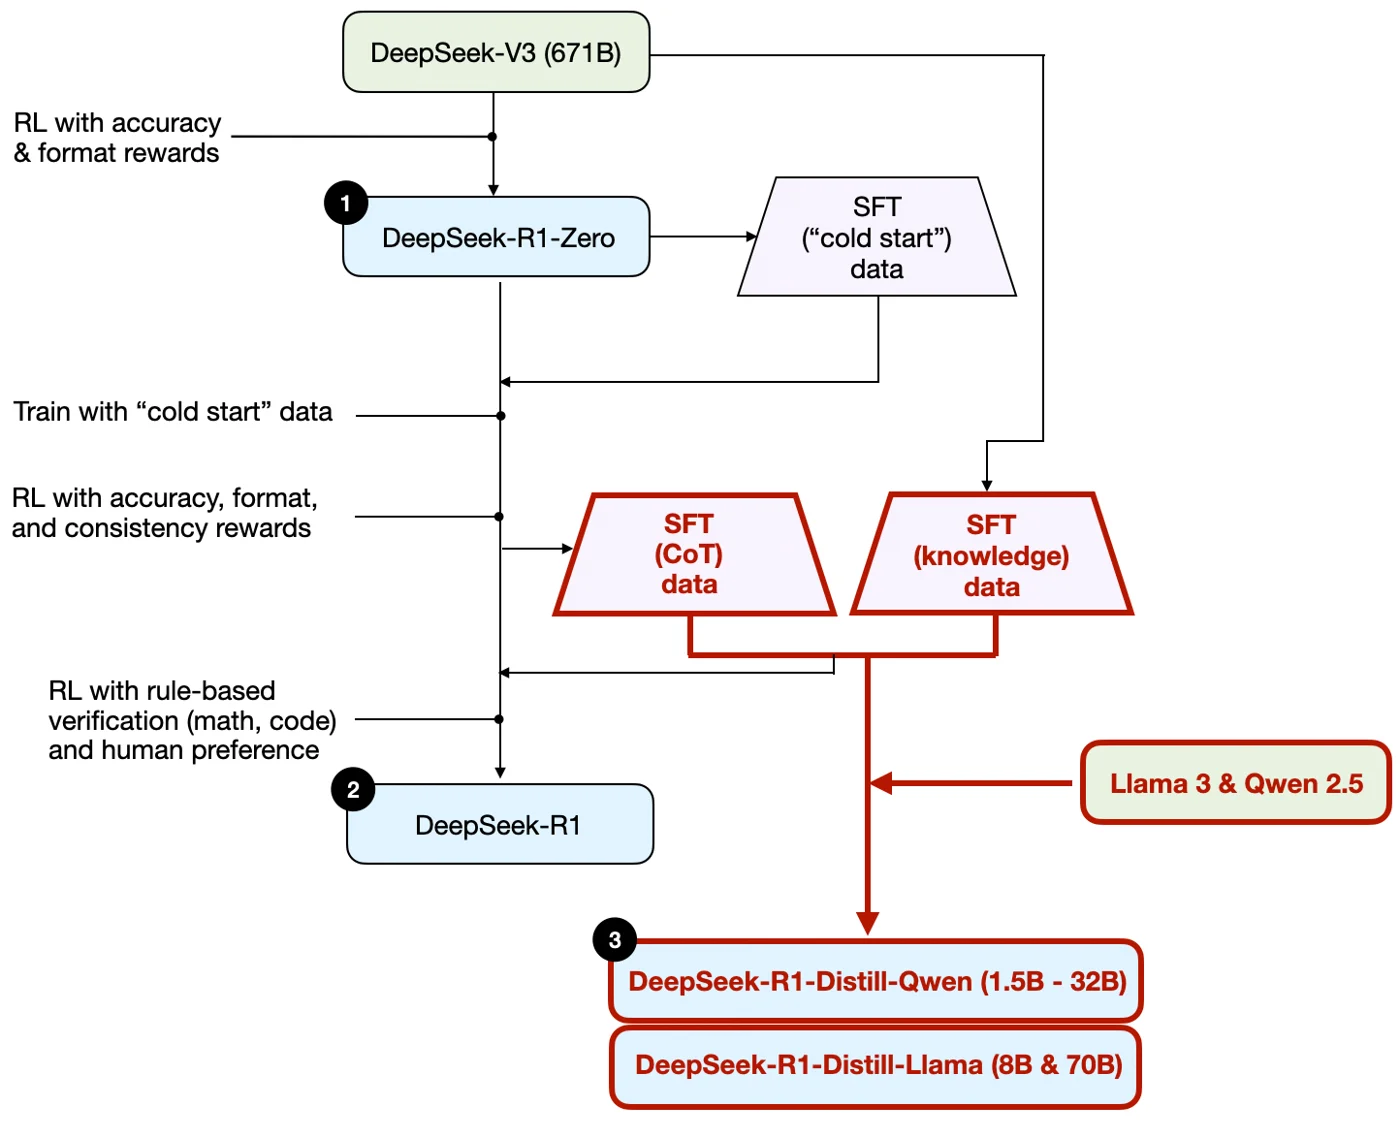 DeepSeek-V3 (671B)
RL with accuracy
& format rewards
1
DeepSeek-R1-Zero
SFT
(“cold start”)
data
Train with “cold start” data
RL with accuracy, format,
and consistency rewards
SFT
(CoT)
data
SFT
(knowledge)
data
RL with rule-based
verification (math, code)
and human preference
2
DeepSeek-R1
Llama 3 & Qwen 2.5
3
DeepSeek-R1-Distill-Qwen (1.5B - 32B)
DeepSeek-R1-Distill-Llama (8B & 70B)